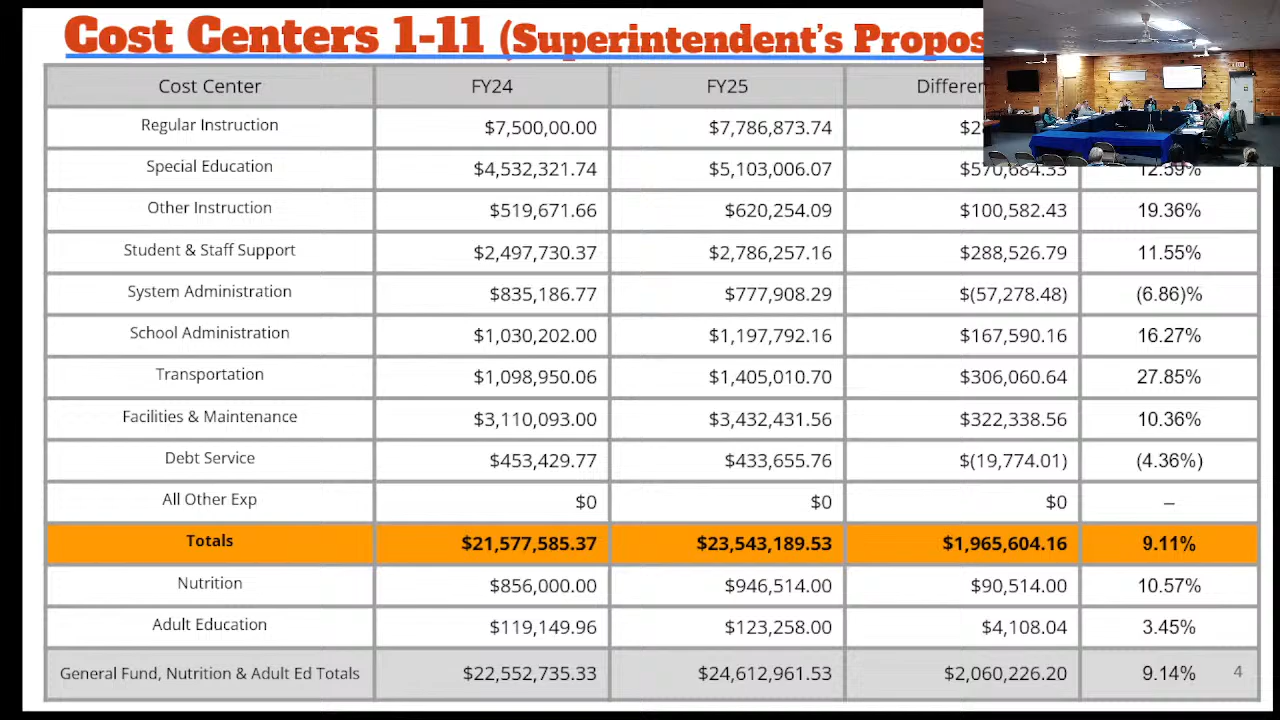 Cost Centers 1-11 (Superintendent's
Cost Center FY24 FY25
Regular Instruction $7,500,00.00 $7,786,873.74
Special Education $4,532,321.74 $5,103,006.07 $570,684.33 12.59%
Other Instruction $519,671.66 $620,254.09 $100,582.43 19.36%
Student & Staff Support $2,497,730.37 $2,786,257.16 $288,526.79 11.55%
System Administration $835,186.77 $777,908.29 $(57,278.48) (6.86)%
School Administration $1,030,202.00 $1,197,792.16 $167,590.16 16.27%
Transportation $1,098,950.06 $1,405,010.70 $306,060.64 27.85%
Facilities & Maintenance $3,110,093.00 $3,432,431.56 $322,338.56 10.36%
Debt Service $453,429.77 $433,655.76 $(19,774.01) (4.36%)
All Other Exp $0 $0 $0 –
Totals $21,577,585.37 $23,543,189.53 $1,965,604.16 9.11%
Nutrition $856,000.00 $946,514.00 $90,514.00 10.57%
Adult Education $119,149.96 $123,258.00 $4,108.04 3.45%
General Fund, Nutrition & Adult Ed Totals $22,552,735.33 $24,612,961.53 $2,060,226.20 9.14% 4